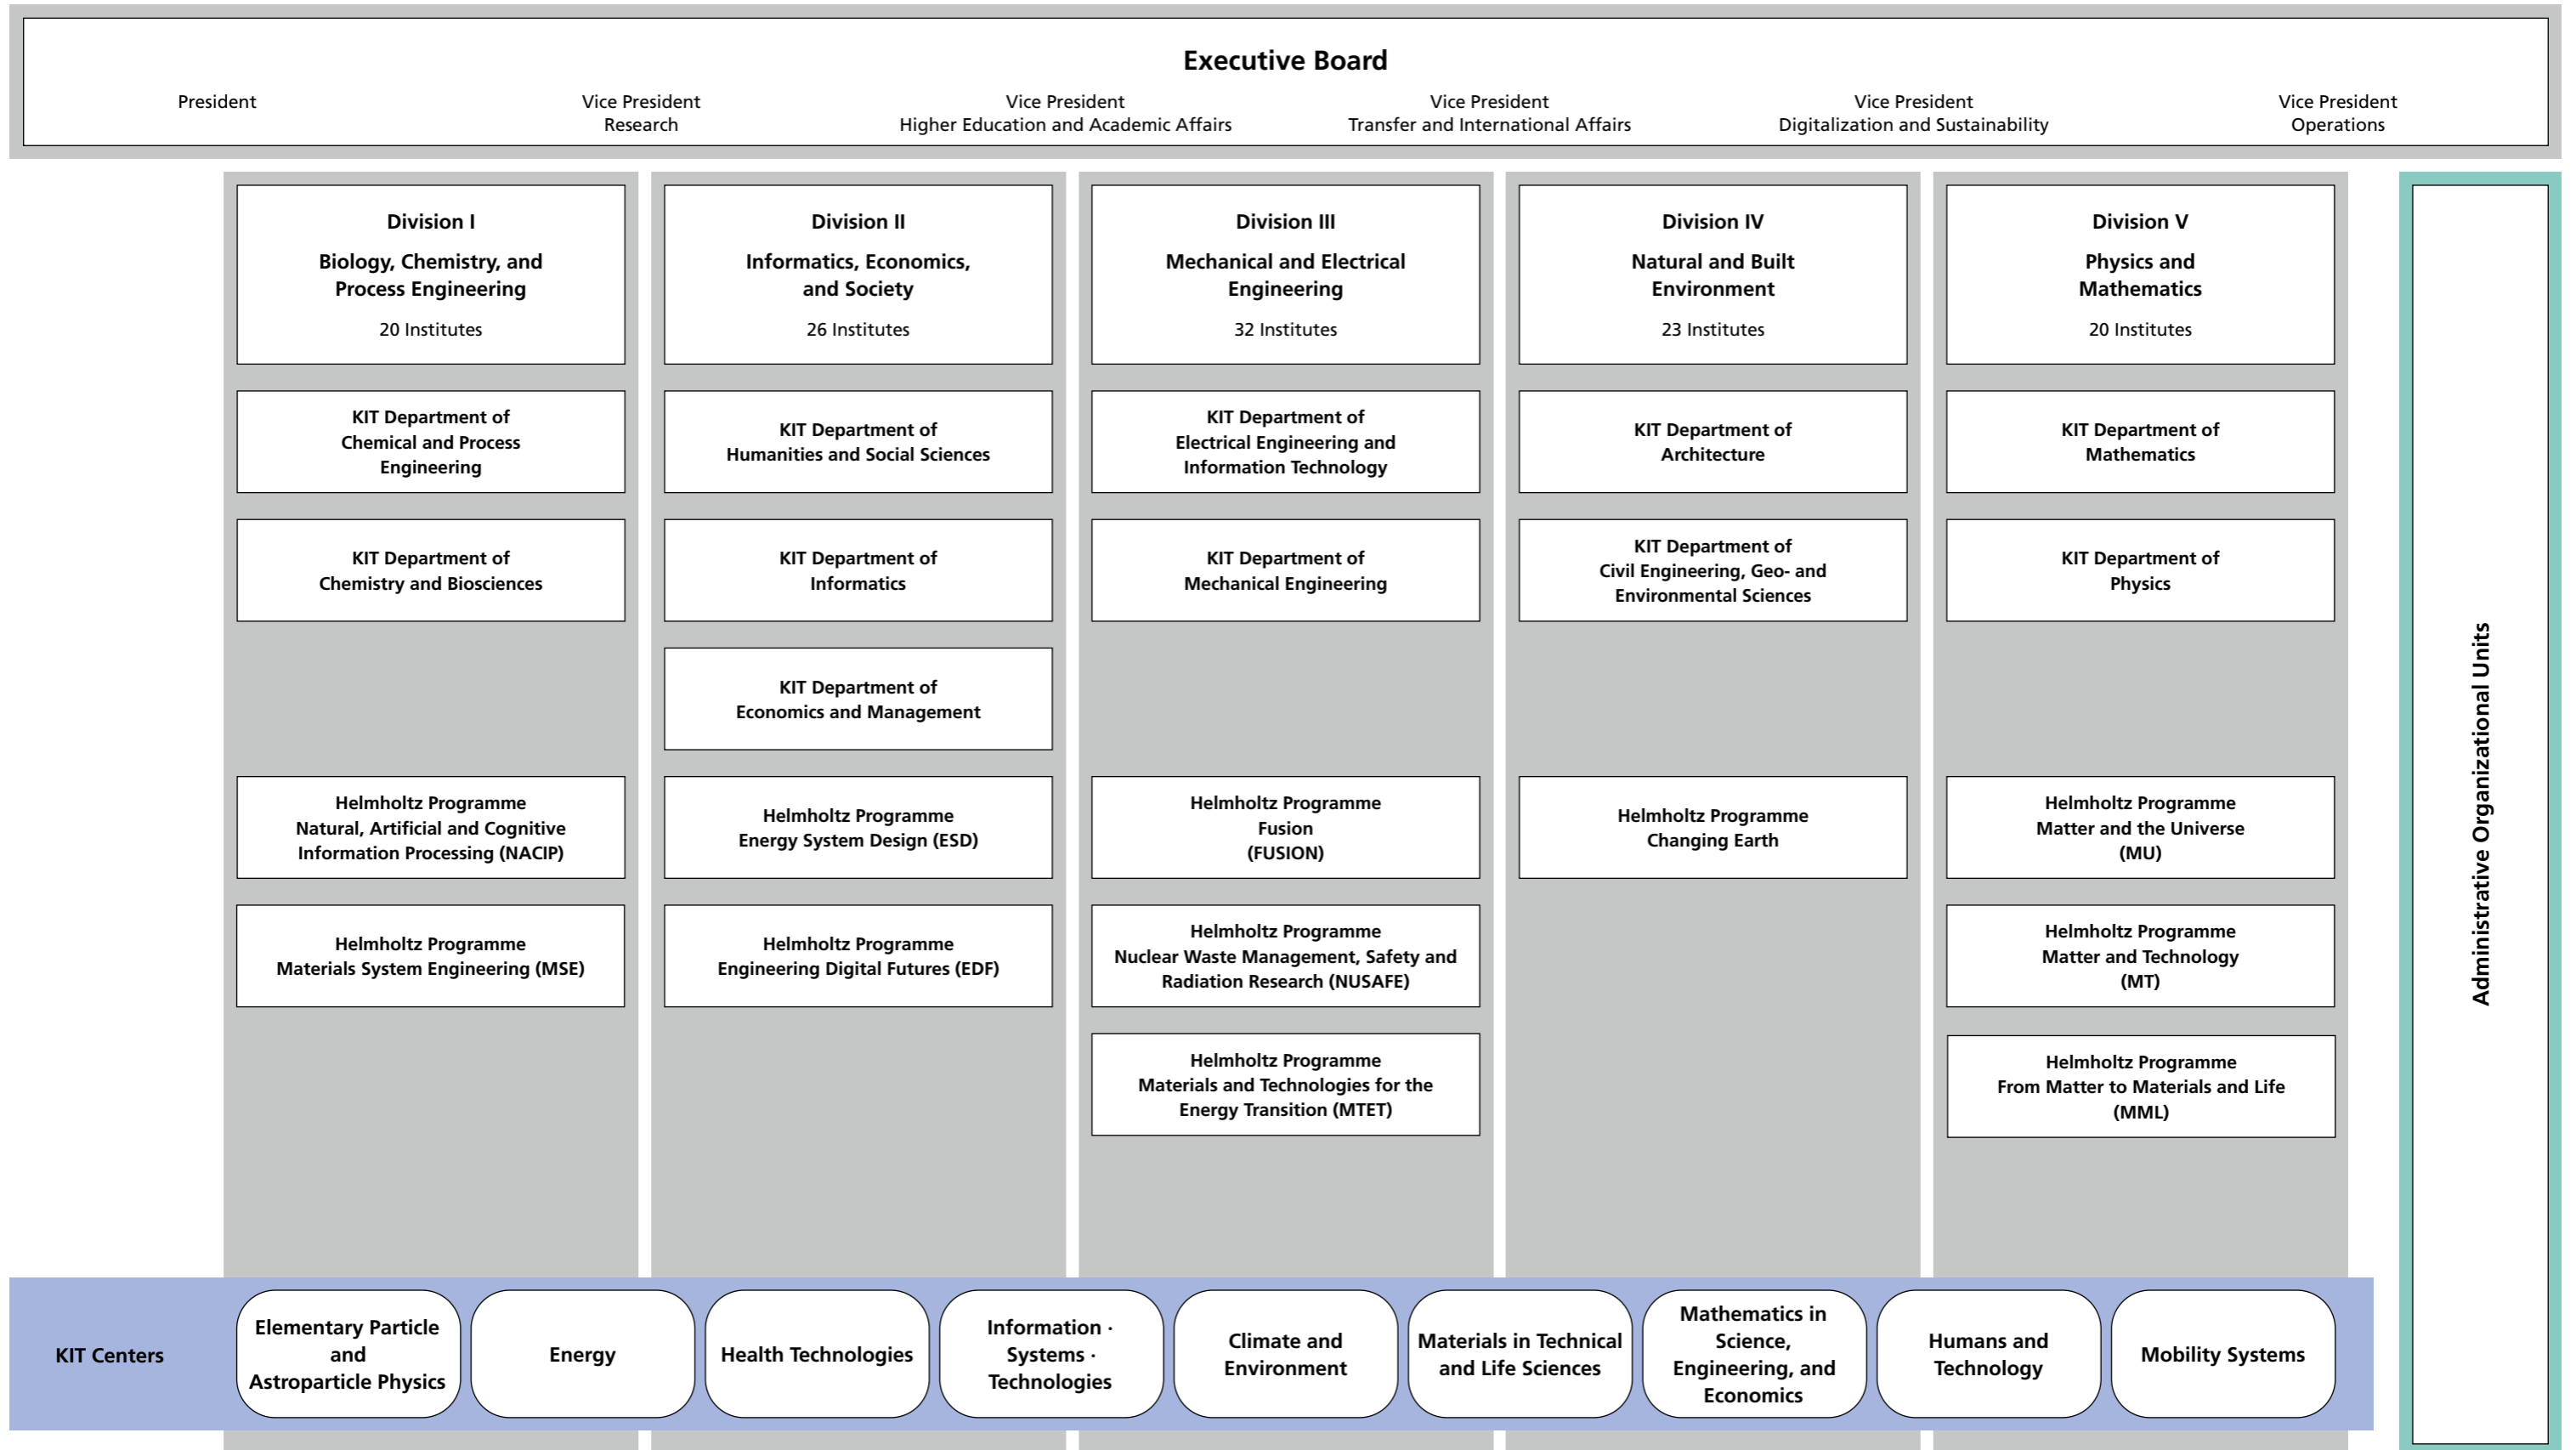 Executive Board
President
Vice President
Research
Vice President
Higher Education and Academic Affairs
Vice President
Transfer and International Affairs
Vice President
Digitalization and Sustainability
Vice President
Operations
Division I
Biology, Chemistry, and
Process Engineering
20 Institutes
KIT Department of
Chemical and Process
Engineering
KIT Department of
Chemistry and Biosciences
Helmholtz Programme
Natural, Artificial and Cognitive
Information Processing (NACIP)
Helmholtz Programme
Materials System Engineering (MSE)
Division II
Informatics, Economics,
and Society
26 Institutes
KIT Department of
Humanities and Social Sciences
KIT Department of
Informatics
KIT Department of
Economics and Management
Helmholtz Programme
Energy System Design (ESD)
Helmholtz Programme
Engineering Digital Futures (EDF)
Division III
Mechanical and Electrical
Engineering
32 Institutes
KIT Department of
Electrical Engineering and
Information Technology
KIT Department of
Mechanical Engineering
Helmholtz Programme
Fusion
(FUSION)
Helmholtz Programme
Nuclear Waste Management, Safety and
Radiation Research (NUSAFE)
Helmholtz Programme
Materials and Technologies for the
Energy Transition (MTET)
Division IV
Natural and Built
Environment
23 Institutes
KIT Department of
Architecture
KIT Department of
Civil Engineering, Geo- and
Environmental Sciences
Helmholtz Programme
Changing Earth
Division V
Physics and
Mathematics
20 Institutes
KIT Department of
Mathematics
KIT Department of
Physics
Helmholtz Programme
Matter and the Universe
(MU)
Helmholtz Programme
Matter and Technology
(MT)
Helmholtz Programme
From Matter to Materials and Life
(MML)
Administrative Organizational Units
KIT Centers
Elementary Particle
and
Astroparticle Physics
Energy
Health Technologies
Information ·
Systems ·
Technologies
Climate and
Environment
Materials in Technical
and Life Sciences
Mathematics in
Science,
Engineering, and
Economics
Humans and
Technology
Mobility Systems